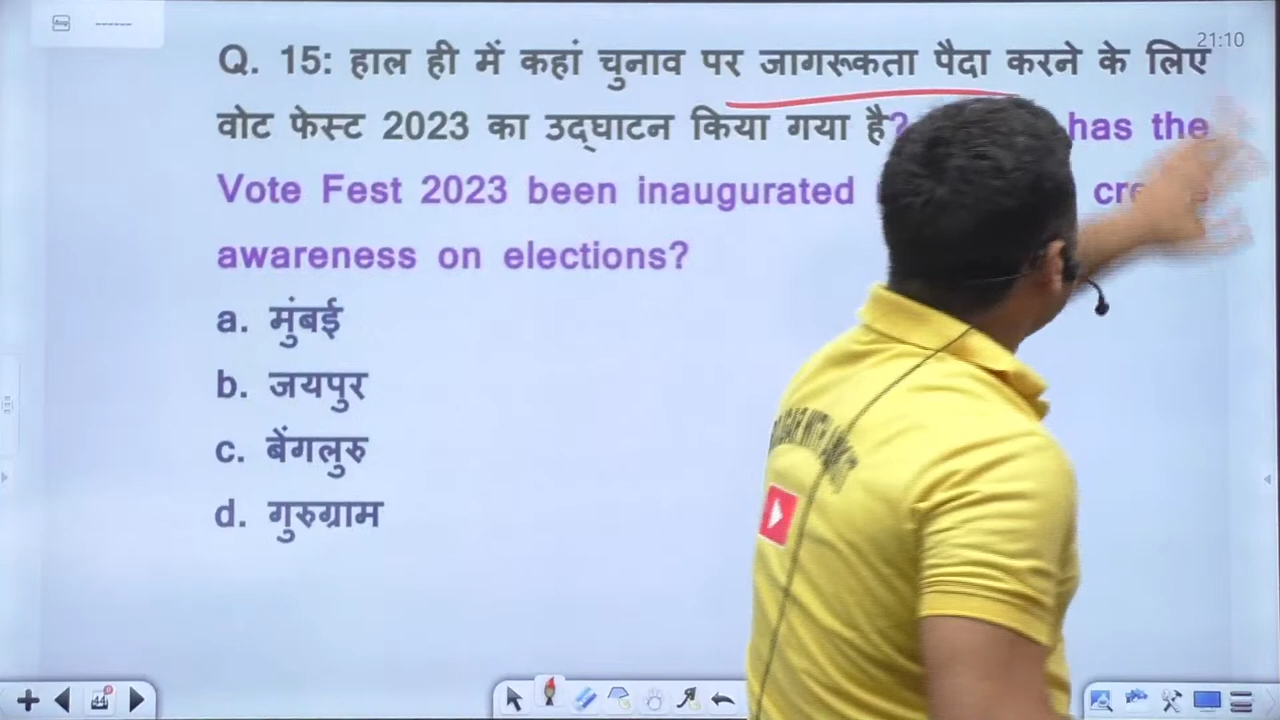 21:10
Q. 15: हाल ही में कहां चुनाव पर जागरूकता पैदा करने के लिए
वोट फेस्ट 2023 का उद्घाटन किया गया है? has the
Vote Fest 2023 been inaugurated
awareness on elections?
a. मुंबई
b. जयपुर
c. बेंगलुरु
d. गुरुग्राम
44